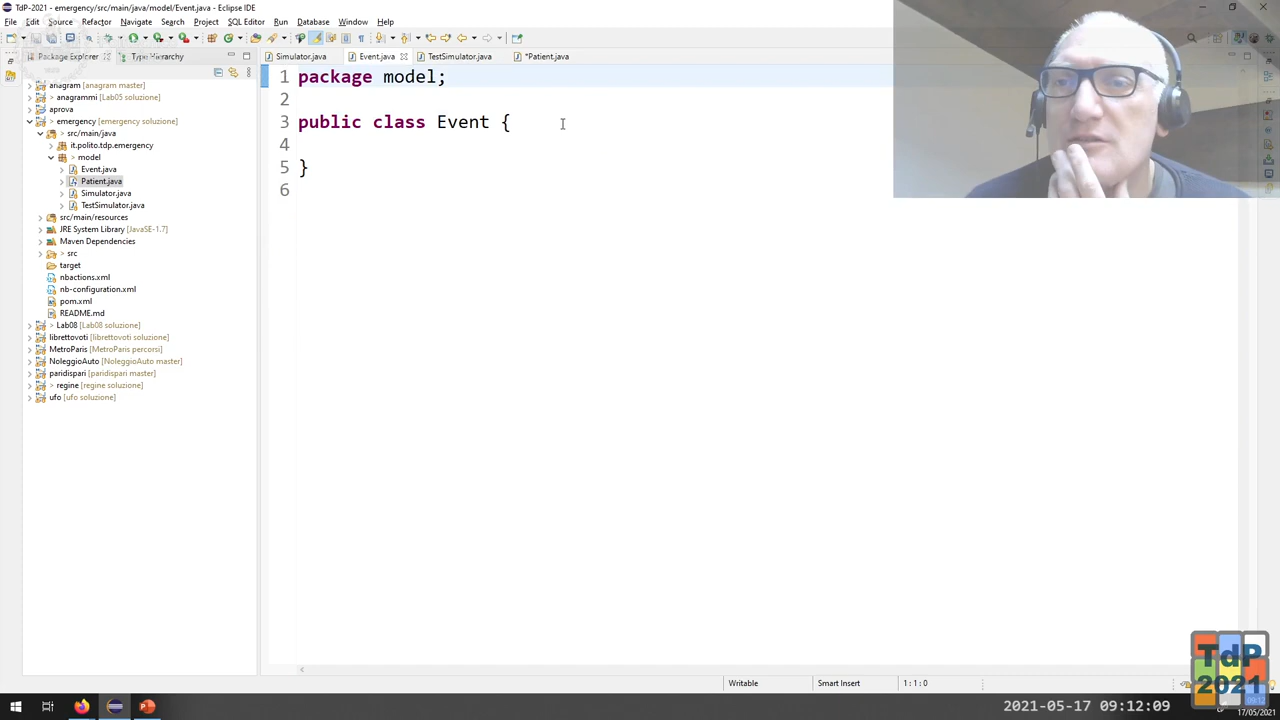 TdP-2021 - emergency/src/main/java/model/Event.java - Eclipse IDE
File Edit Source Refactor Navigate Search Project SQL Editor Run Database Window Help
Package Explorer Type Hierarchy
Simulator.java Event.java TestSimulator.java *Patient.java
anagram [anagram master]
> anagrammi [Lab05 soluzione]
aprova
> emergency [emergency soluzione]
> src/main/java
> it.polito.tdp.emergency
> model
> Event.java
> Patient.java
> Simulator.java
> TestSimulator.java
src/main/resources
JRE System Library [JavaSE-1.7]
Maven Dependencies
> src
target
nbactions.xml
nb-configuration.xml
pom.xml
README.md
> Lab08 [Lab08 soluzione]
librettovoti [librettovoti soluzione]
MetroParis [MetroParis percorsi]
NoleggioAuto [NoleggioAuto master]
paridispari [paridispari master]
> regine [regine soluzione]
ufo [ufo soluzione]
1 package model;
2
3 public class Event {
4
5 }
6
Writable Smart Insert 1 : 1 : 0
TdP
2021
2021-05-17 09:12:09
09:12
17/05/2021